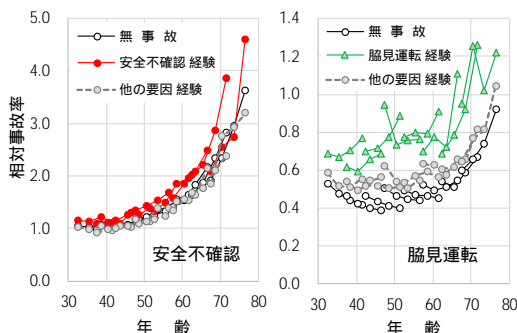 5.0
4.0
3.0
2.0
1.0
0.0
相対事故率
無 事 故
安全不確認 経験
他の要因 経験
安全不確認
30 40 50 60 70 80
年 齢
1.4
1.2
1.0
0.8
0.6
0.4
0.2
0.0
無 事 故
脇見運転 経験
他の要因 経験
脇見運転
30 40 50 60 70 80
年 齢